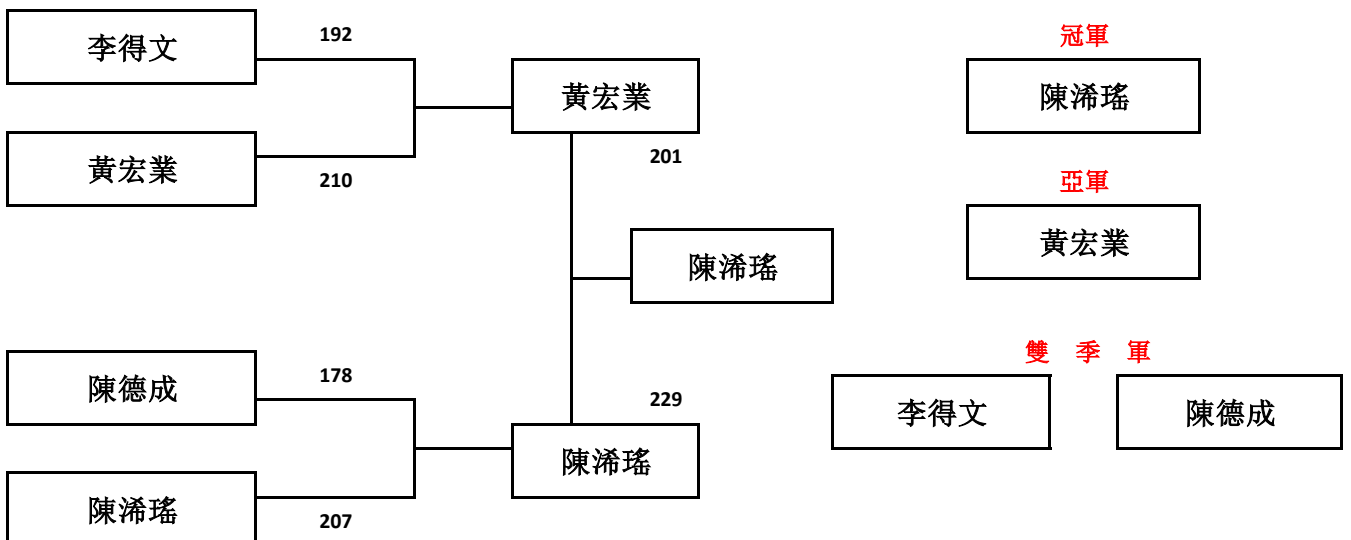 李得文
192
黃宏業
210
黃宏業
201
陳浠瑤
陳德成
178
陳浠瑤
207
229
陳浠瑤
冠軍
陳浠瑤
亞軍
黃宏業
雙 季 軍
李得文 陳德成